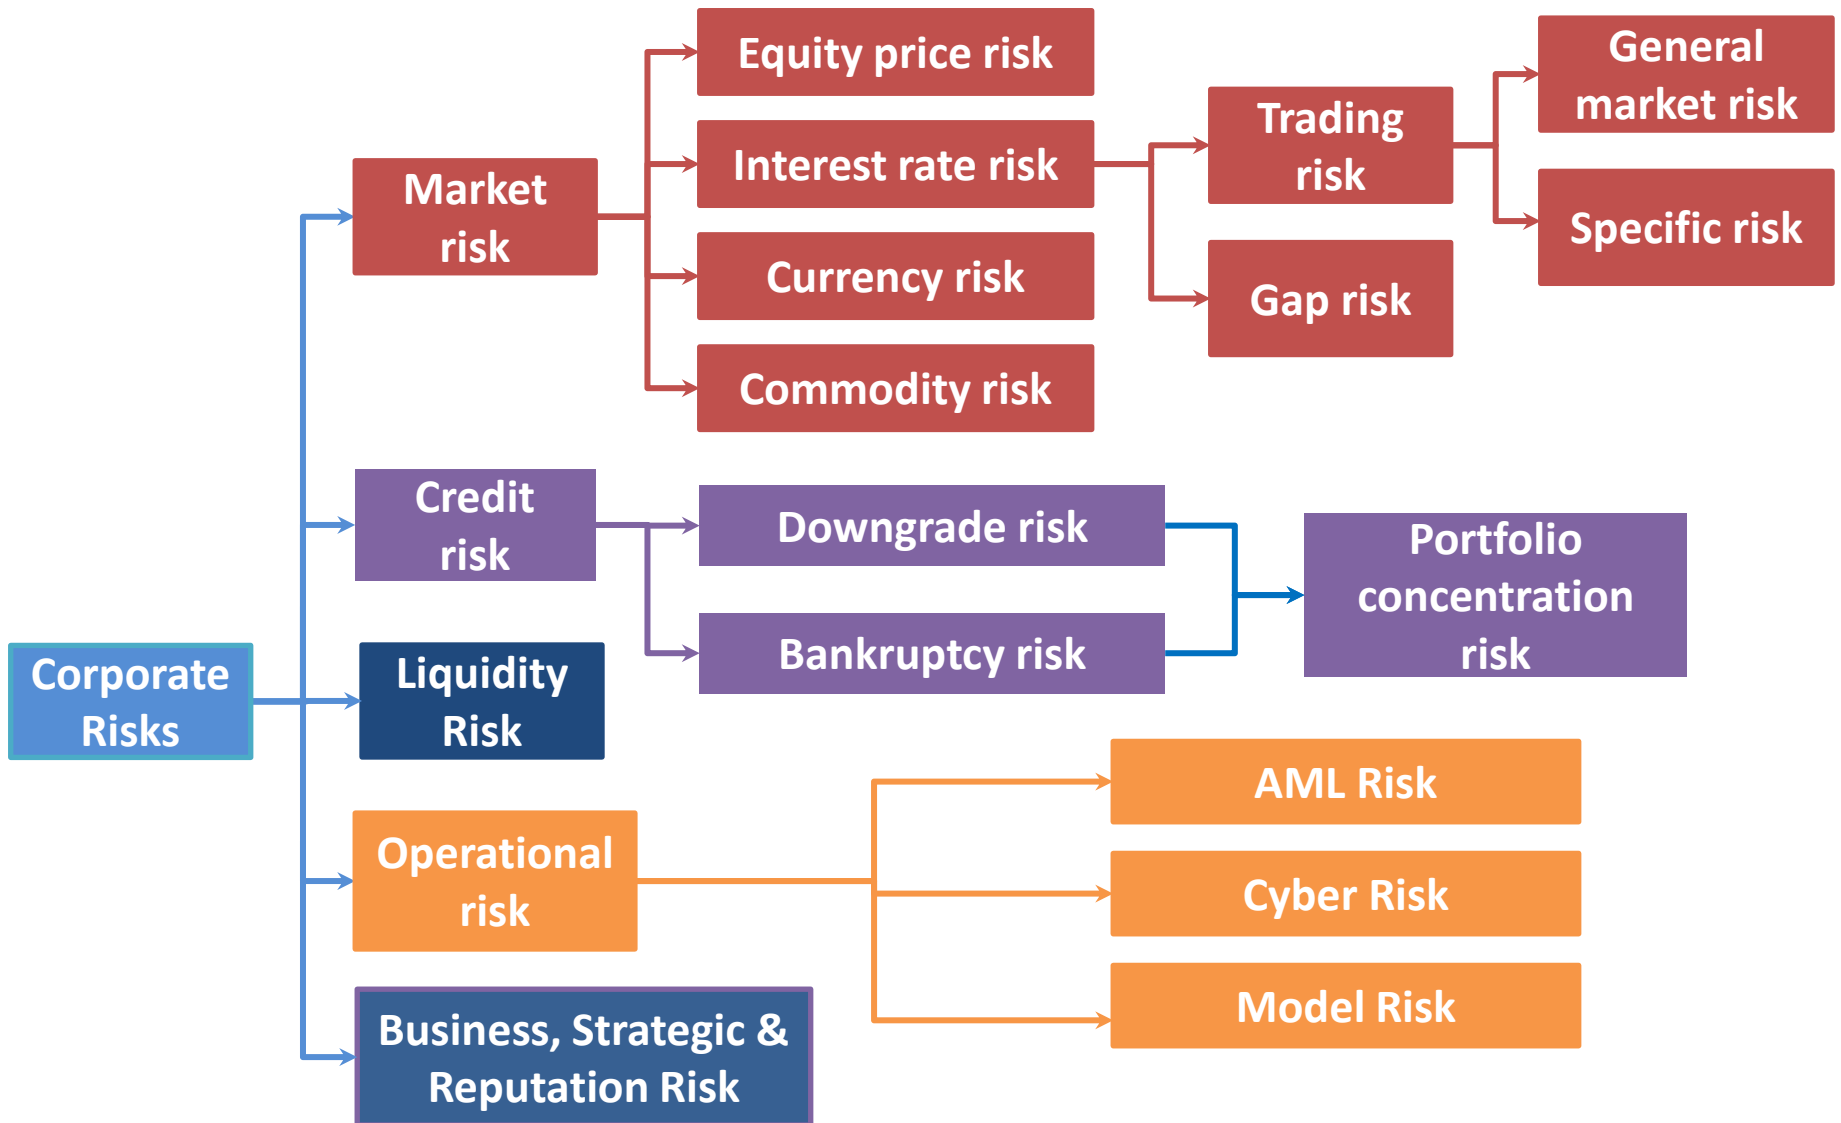 Equity price risk
General
market risk
Trading
risk
Interest rate risk
Market
risk
Specific risk
Currency risk
Gap risk
Commodity risk
Credit
risk
Downgrade risk
Portfolio
concentration
risk
Bankruptcy risk
Corporate
Risks
Liquidity
Risk
AML Risk
Operational
risk
Cyber Risk
Model Risk
Business, Strategic &
Reputation Risk